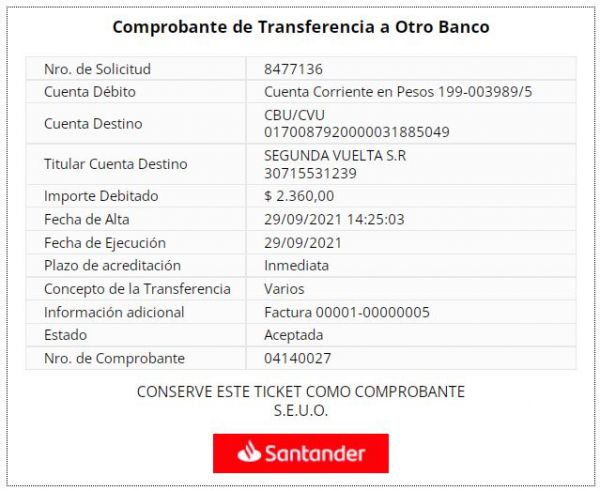 Comprobante de Transferencia a Otro Banco
Nro. de Solicitud 8477136
Cuenta Débito Cuenta Corriente en Pesos 199-003989/5
Cuenta Destino CBU/CVU
0170087920000031885049
Titular Cuenta Destino SEGUNDA VUELTA S.R
30715531239
Importe Debitado $ 2.360,00
Fecha de Alta 29/09/2021 14:25:03
Fecha de Ejecución 29/09/2021
Plazo de acreditación Inmediata
Concepto de la Transferencia Varios
Información adicional Factura 00001-00000005
Estado Aceptada
Nro. de Comprobante 04140027
CONSERVE ESTE TICKET COMO COMPROBANTE
S.E.U.O.
Santander